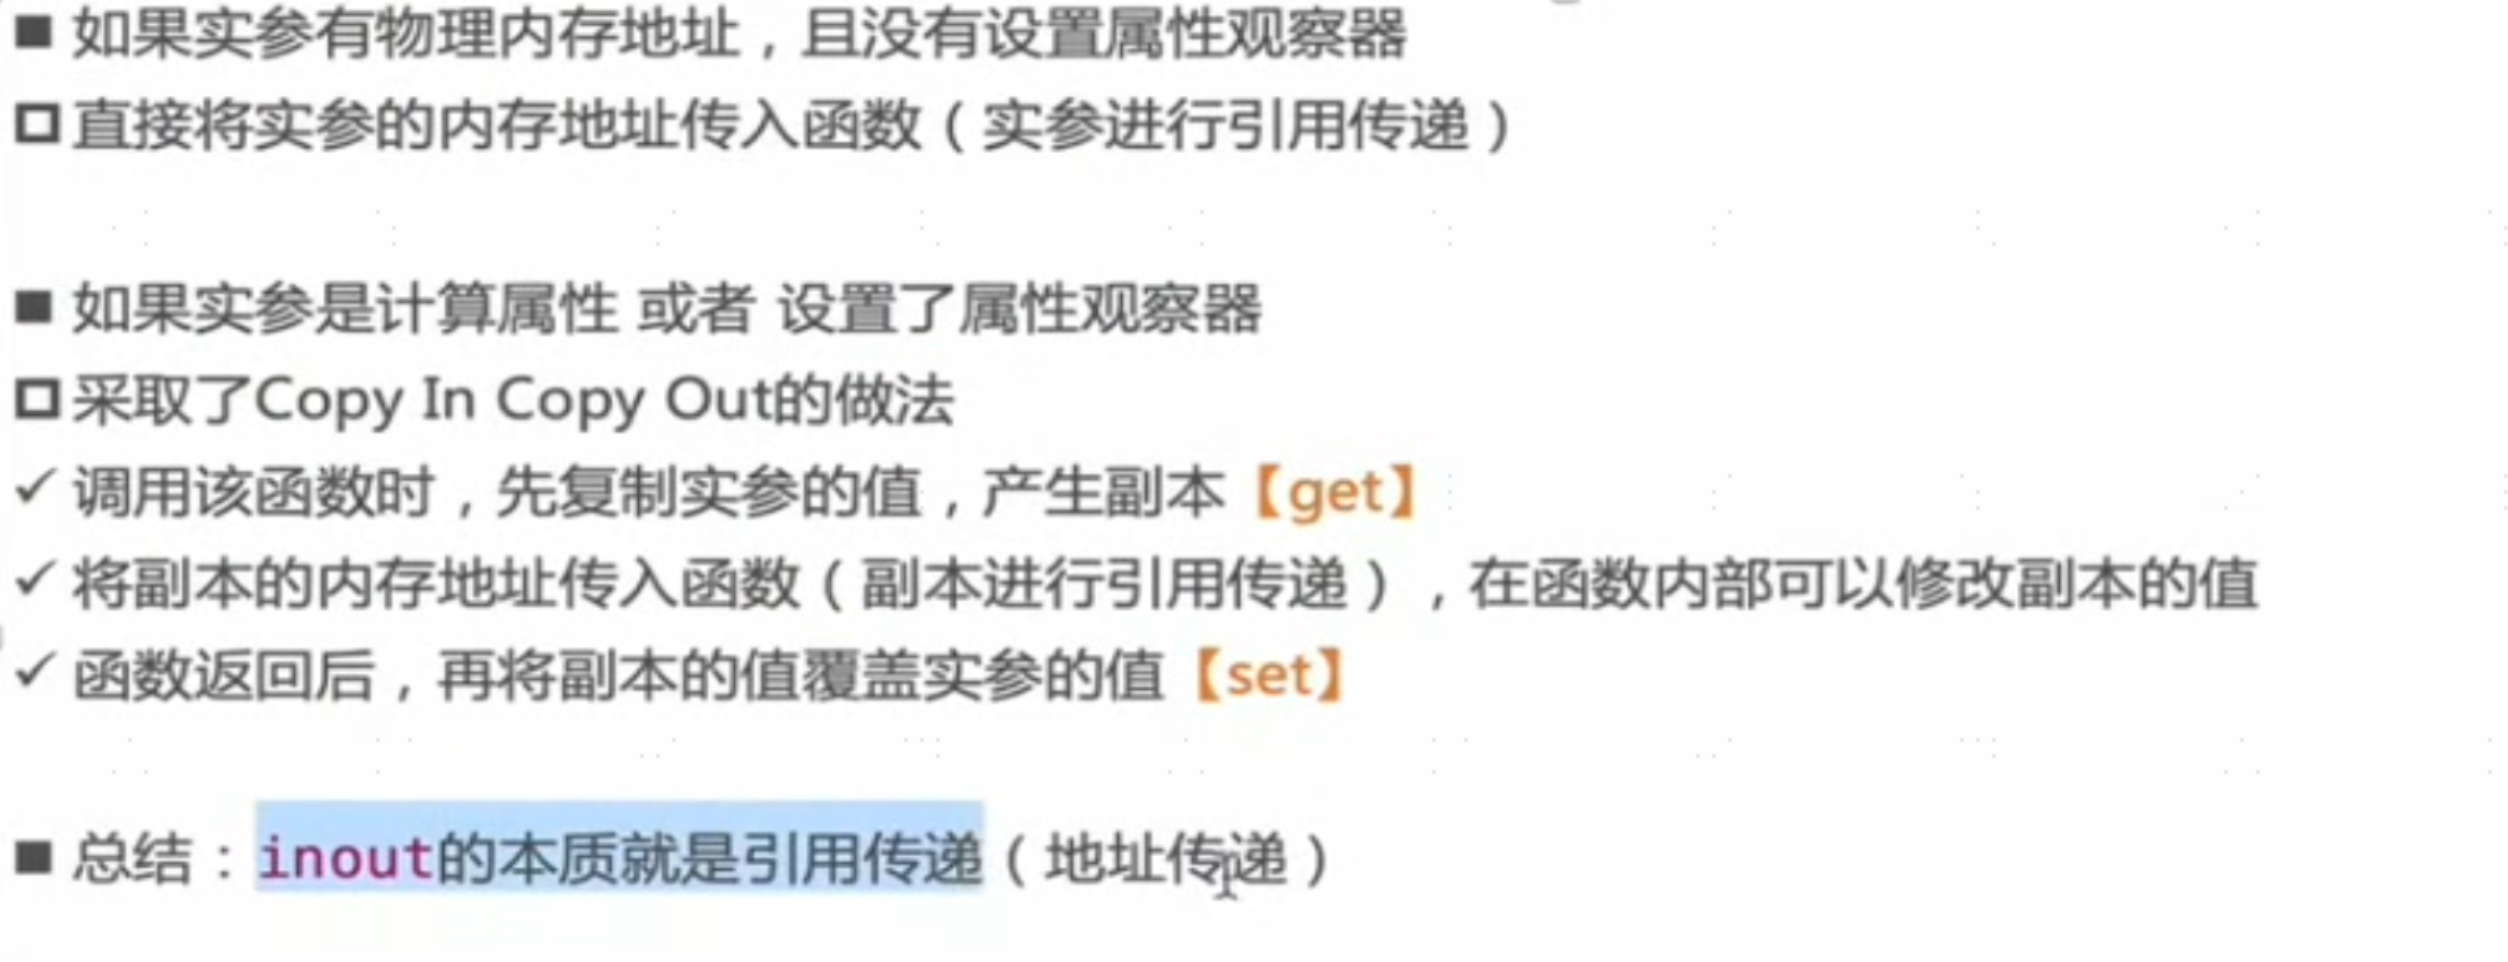 ■ 如果实参有物理内存地址，且没有设置属性观察器
□ 直接将实参的内存地址传入函数（实参进行引用传递）
■ 如果实参是计算属性 或者 设置了属性观察器
□ 采取了Copy In Copy Out的做法
✓ 调用该函数时，先复制实参的值，产生副本【get】
✓ 将副本的内存地址传入函数（副本进行引用传递），在函数内部可以修改副本的值
✓ 函数返回后，再将副本的值覆盖实参的值【set】
■ 总结：inout的本质就是引用传递（地址传递）